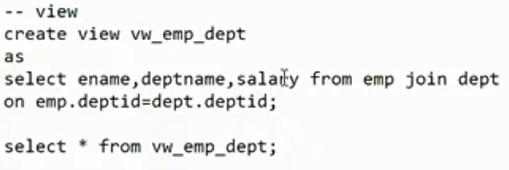 -- view
create view vw_emp_dept
as
select ename,deptname,salary from emp join dept
on emp.deptid=dept.deptid;
select * from vw_emp_dept;